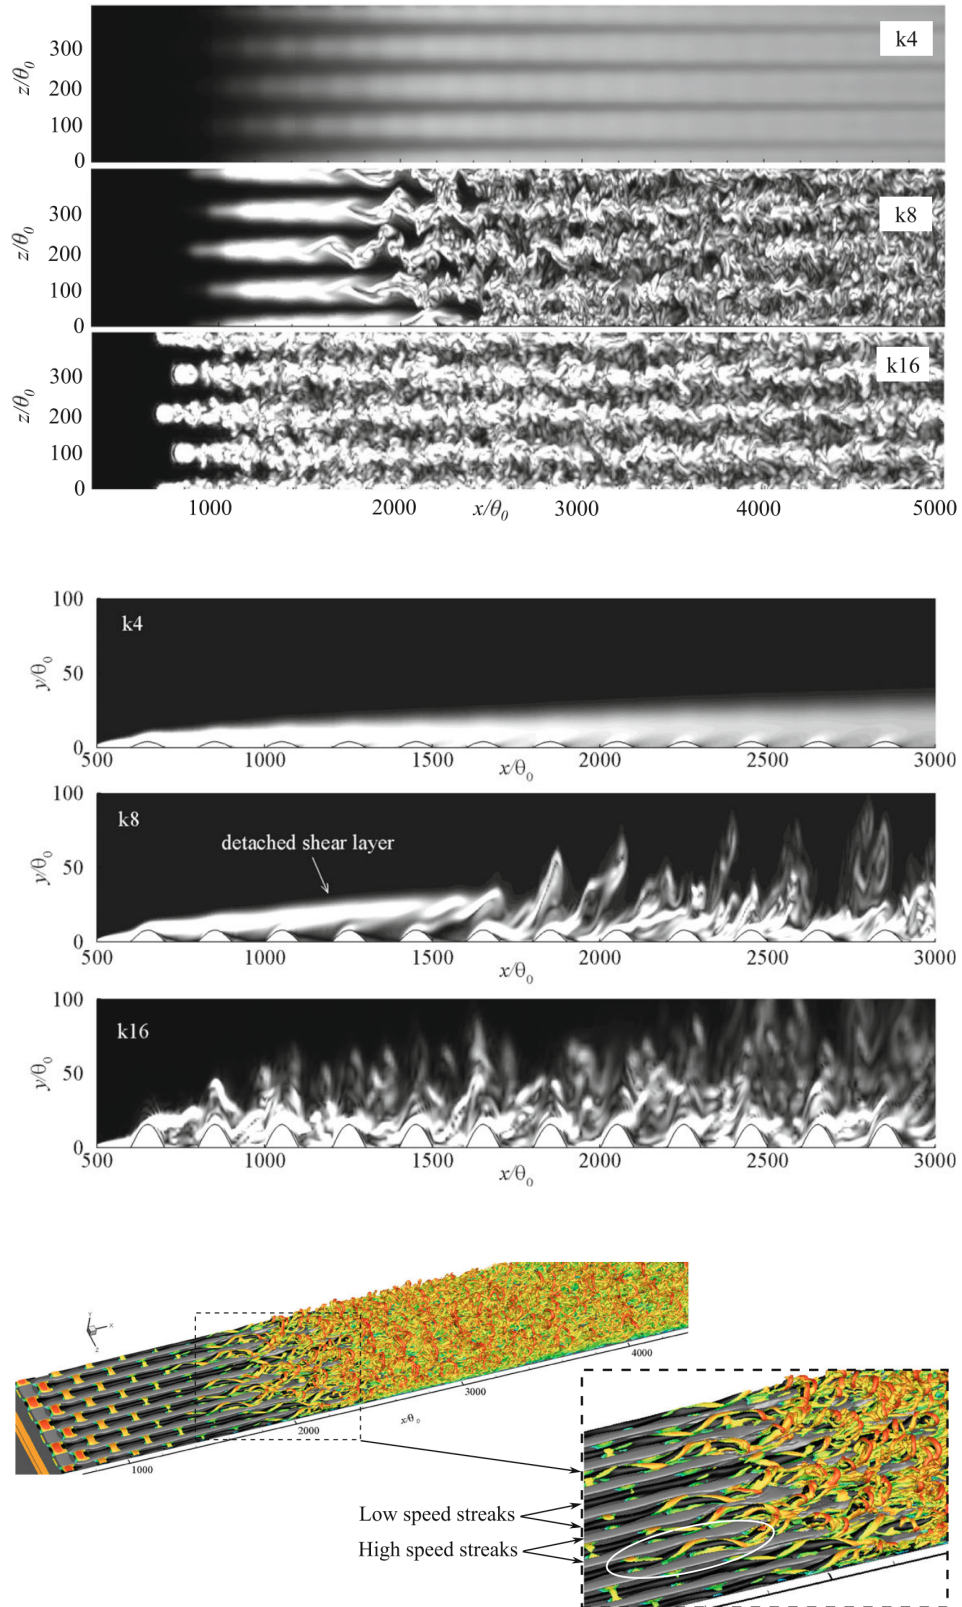 k4
z/θ₀
300
200
100
0
k8
z/θ₀
300
200
100
0
k16
z/θ₀
300
200
100
0
1000 2000 x/θ₀ 3000 4000 5000
100
k4
y/θ₀
50
0
500 1000 1500 2000 2500 3000
x/θ₀
100
k8
detached shear layer
y/θ₀
50
0
500 1000 1500 2000 2500 3000
x/θ₀
100
k16
y/θ₀
50
0
500 1000 1500 2000 2500 3000
x/θ₀
Y
X
Z
1000 2000 x/θ₀ 3000 4000
Low speed streaks
High speed streaks